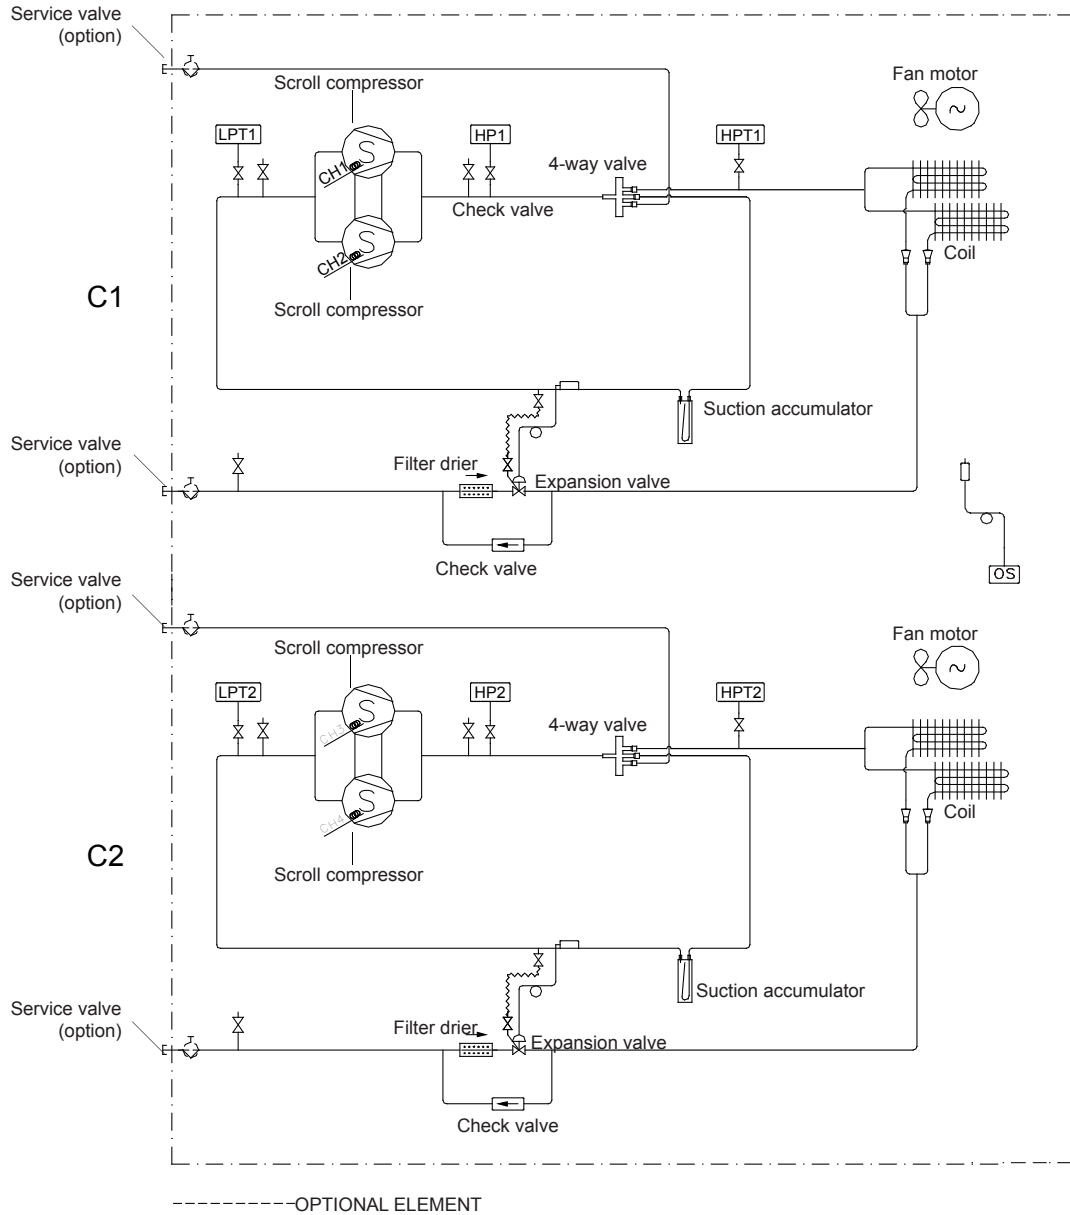 Service valve
(option)
Scroll compressor
Fan motor
LPT1
HP1
HPT1
4-way valve
CH1
Check valve
CH2
Coil
C1
Scroll compressor
Suction accumulator
Service valve
(option)
Filter drier
Expansion valve
Check valve
OS
Service valve
(option)
Scroll compressor
Fan motor
LPT2
HP2
HPT2
4-way valve
CH3
CH4
Coil
C2
Scroll compressor
Suction accumulator
Service valve
(option)
Filter drier
Expansion valve
Check valve
OPTIONAL ELEMENT